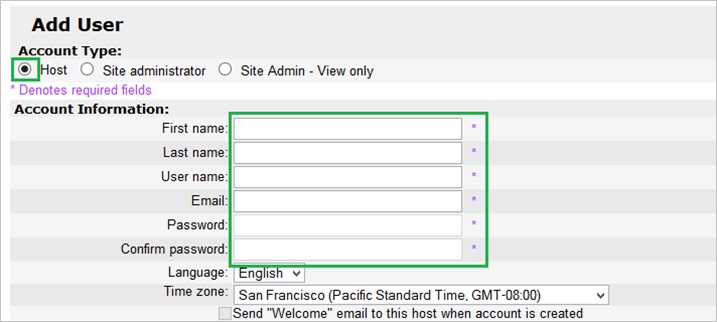 Add User
Account Type:
Host Site administrator Site Admin - View only
* Denotes required fields
Account Information:
First name: *
Last name: *
User name: *
Email: *
Password: *
Confirm password: *
Language: English
Time zone: San Francisco (Pacific Standard Time, GMT-08:00)
Send "Welcome" email to this host when account is created